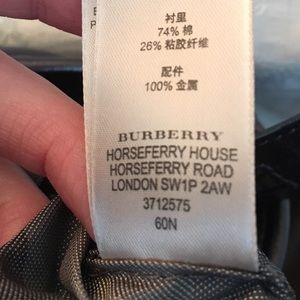 衬里
74% 棉
26% 粘胶纤维
配件
100% 金属
BURBERRY
HORSEFERRY HOUSE
HORSEFERRY ROAD
LONDON SW1P 2AW
3712575
60N